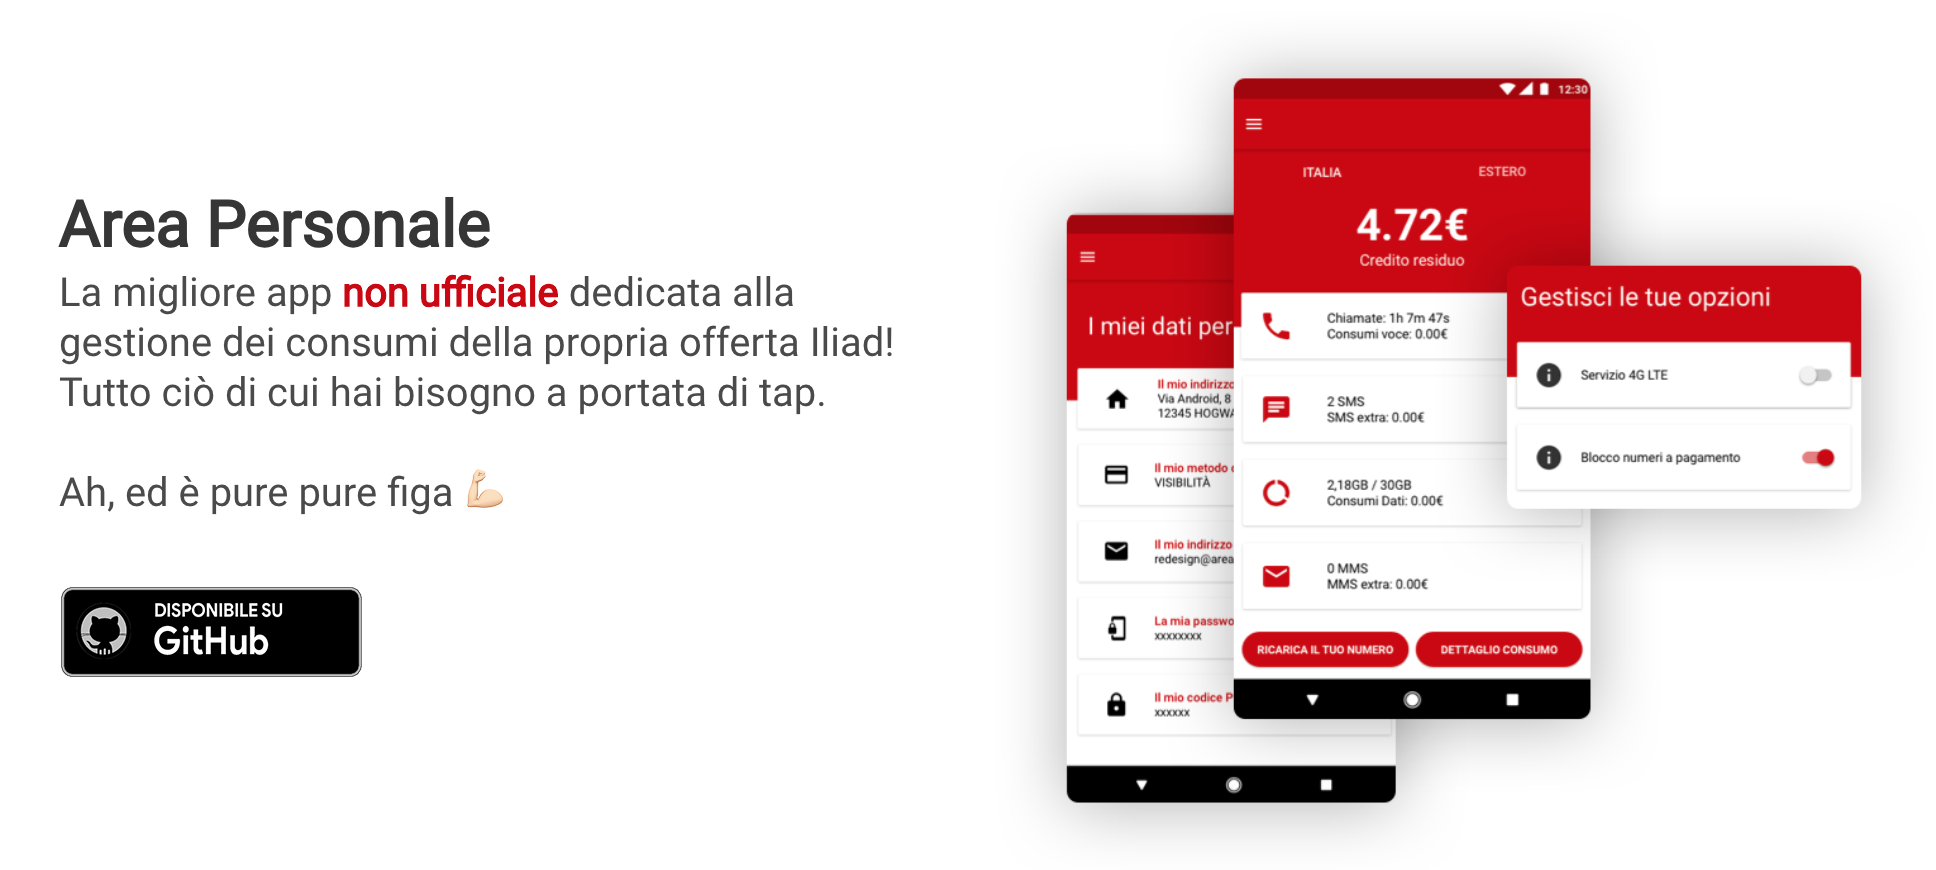 Area Personale
La migliore app non ufficiale dedicata alla
gestione dei consumi della propria offerta Iliad!
Tutto ciò di cui hai bisogno a portata di tap.
Ah, ed è pure pure figa 💪🏻
DISPONIBILE SU
GitHub
I miei dati per
Il mio indirizzo
Via Android, 8
12345 HOGWA
Il mio metodo
VISIBILITÀ
Il mio indirizzo
redesign@area
La mia passwo
xxxxxxxx
Il mio codice P
xxxxxx
12:30
ITALIA
ESTERO
4.72€
Credito residuo
Chiamate: 1h 7m 47s
Consumi voce: 0.00€
2 SMS
SMS extra: 0.00€
2,18GB / 30GB
Consumi Dati: 0.00€
0 MMS
MMS extra: 0.00€
RICARICA IL TUO NUMERO
DETTAGLIO CONSUMO
Gestisci le tue opzioni
Servizio 4G LTE
Blocco numeri a pagamento